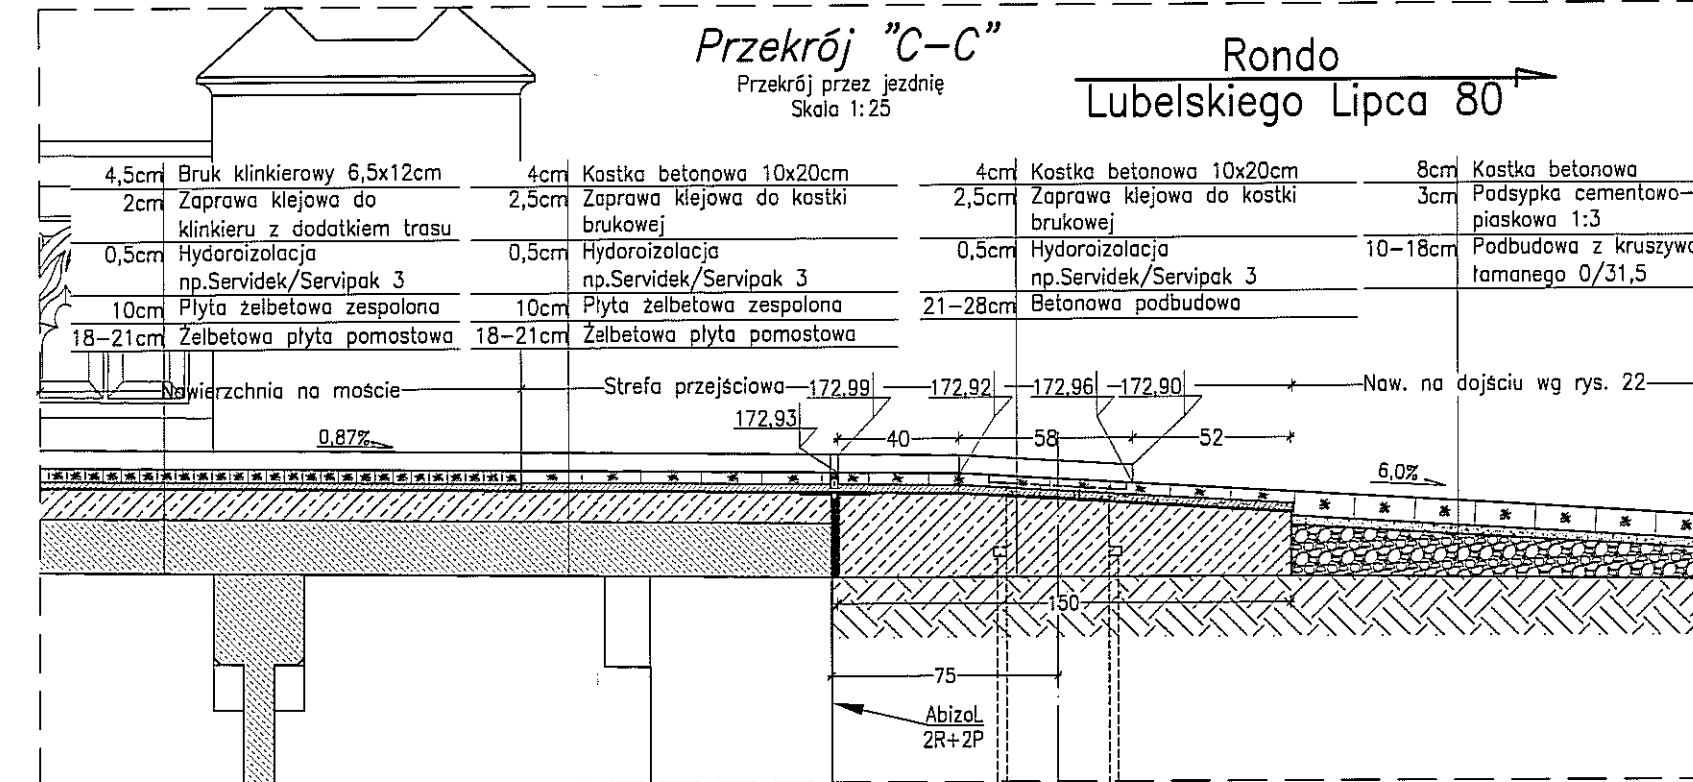 Przekrój "C-C"
Przekrój przez jezdnię
Skala 1:25
Rondo
Lubelskiego Lipca 80
4,5cm Bruk klinkierowy 6,5x12cm
2cm Zaprawa klejowa do
klinkieru z dodatkiem trasu
0,5cm Hydoroizolacja
np.Servidek/Servipak 3
10cm Płyta żelbetowa zespolona
18-21cm Żelbetowa płyta pomostowa
4cm Kostka betonowa 10x20cm
2,5cm Zaprawa klejowa do kostki
brukowej
0,5cm Hydoroizolacja
np.Servidek/Servipak 3
10cm Płyta żelbetowa zespolona
18-21cm Żelbetowa płyta pomostowa
4cm Kostka betonowa 10x20cm
2,5cm Zaprawa klejowa do kostki
brukowej
0,5cm Hydoroizolacja
np.Servidek/Servipak 3
21-28cm Betonowa podbudowa
8cm Kostka betonowa
3cm Podsypka cementowo-
piaskowa 1:3
10-18cm Podbudowa z kruszywa
łamanego 0/31,5
Nawierzchnia na moście
Strefa przejściowa
172,99
172,92
172,96
172,90
Naw. na dojściu wg rys. 22
172,93
0,87%
40
58
52
6,0%
150
75
Abizol
2R+2P